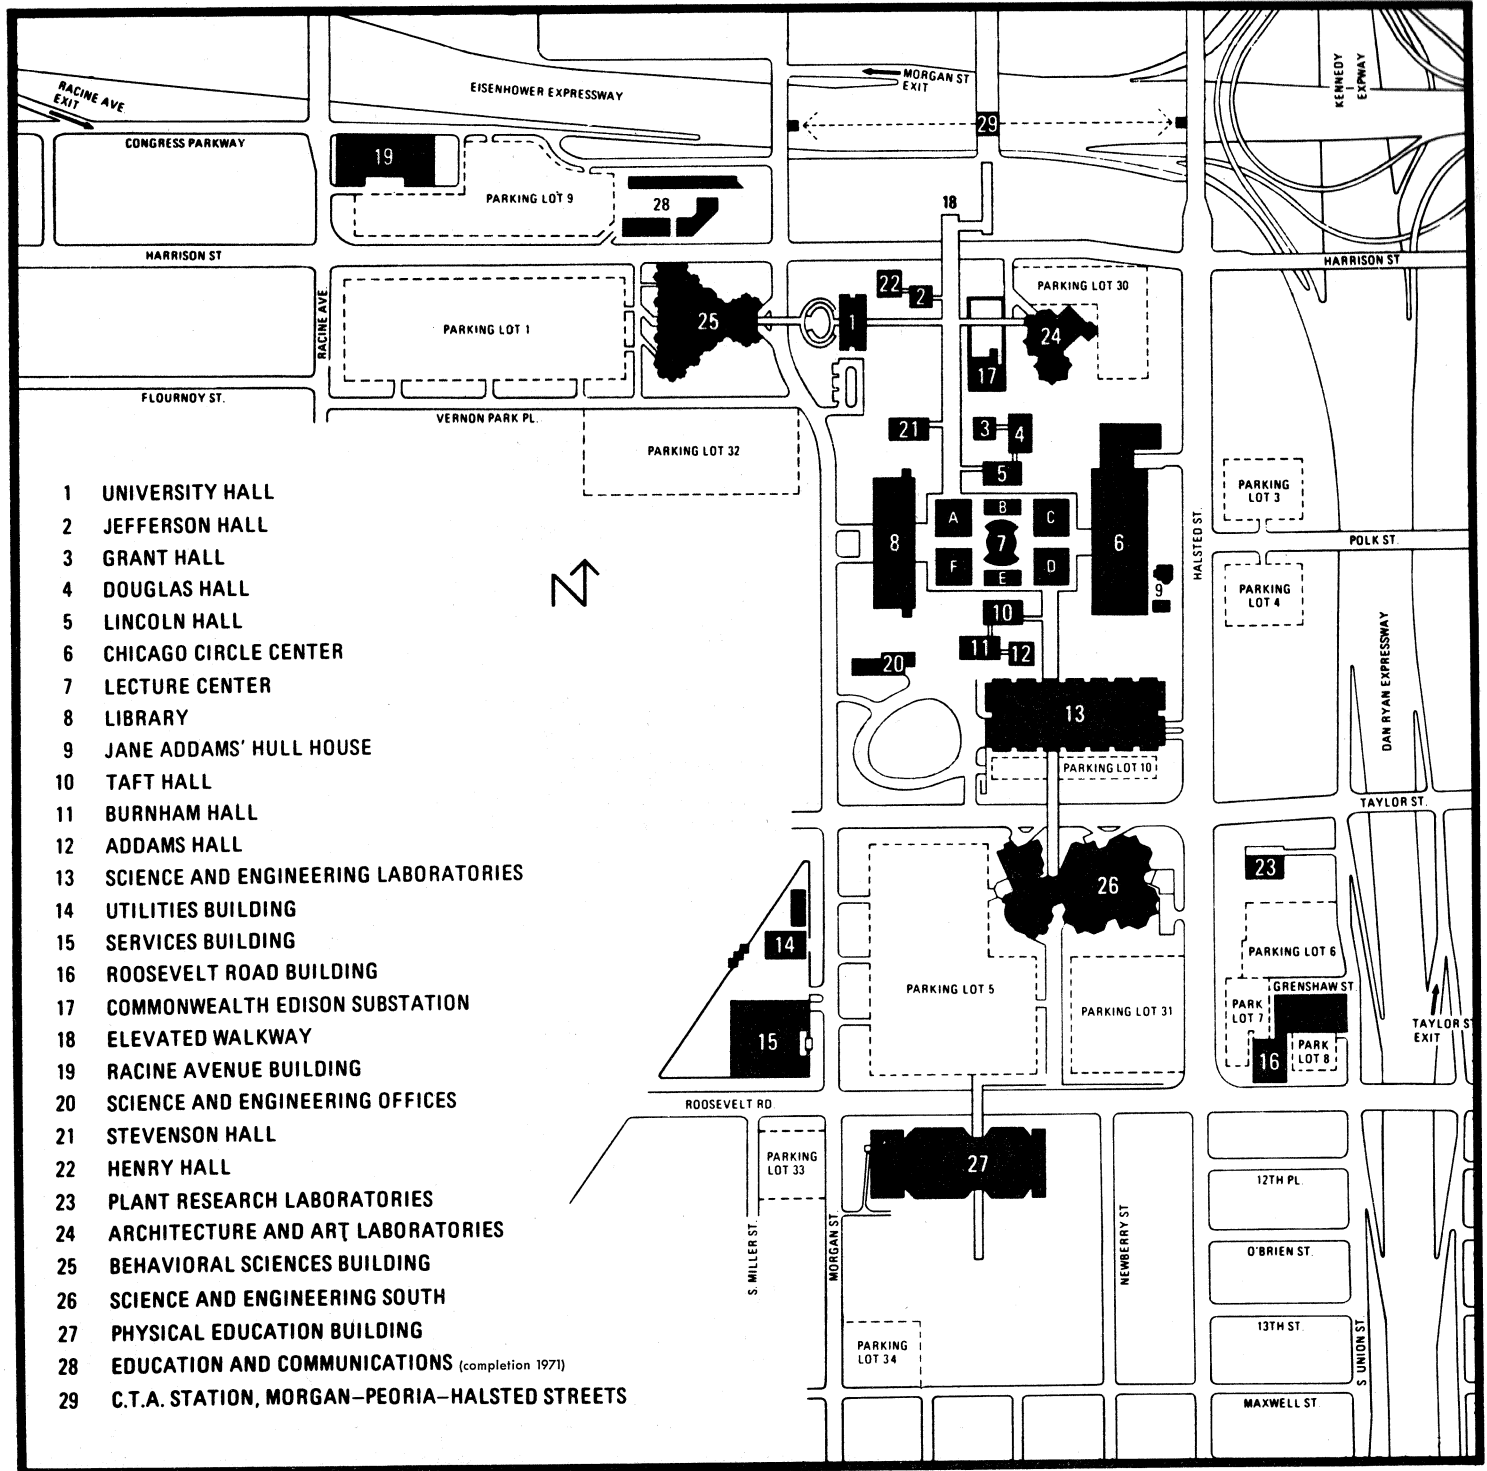 MORGAN ST
EXIT
KENNEDY
EXPWAY
RACINE AVE.
EXIT
EISENHOWER EXPRESSWAY
29
CONGRESS PARKWAY
19
PARKING LOT 9
28
18
HARRISON ST
HARRISON ST
22
2
PARKING LOT 30
RACINE AVE.
PARKING LOT 1
25
1
24
17
FLOURNOY ST.
VERNON PARK PL.
21
3
4
PARKING LOT 32
5
PARKING
LOT 3
A
B
C
8
7
6
HALSTED ST.
POLK ST.
F
E
D
9
PARKING
LOT 4
10
11
12
20
DAN RYAN EXPRESSWAY
13
PARKING LOT 10
TAYLOR ST.
23
26
14
PARKING LOT 6
PARKING LOT 5
GRENSHAW ST.
PARK
LOT 7
PARKING LOT 31
TAYLOR ST
EXIT
15
PARK
LOT 8
16
ROOSEVELT RD
PARKING
LOT 33
27
12TH PL.
S. MILLER ST.
MORGAN ST.
NEWBERRY ST
O'BRIEN ST.
13TH ST.
PARKING
LOT 34
S UNION ST.
MAXWELL ST.
1 UNIVERSITY HALL
2 JEFFERSON HALL
3 GRANT HALL
4 DOUGLAS HALL
5 LINCOLN HALL
6 CHICAGO CIRCLE CENTER
7 LECTURE CENTER
8 LIBRARY
9 JANE ADDAMS' HULL HOUSE
10 TAFT HALL
11 BURNHAM HALL
12 ADDAMS HALL
13 SCIENCE AND ENGINEERING LABORATORIES
14 UTILITIES BUILDING
15 SERVICES BUILDING
16 ROOSEVELT ROAD BUILDING
17 COMMONWEALTH EDISON SUBSTATION
18 ELEVATED WALKWAY
19 RACINE AVENUE BUILDING
20 SCIENCE AND ENGINEERING OFFICES
21 STEVENSON HALL
22 HENRY HALL
23 PLANT RESEARCH LABORATORIES
24 ARCHITECTURE AND ART LABORATORIES
25 BEHAVIORAL SCIENCES BUILDING
26 SCIENCE AND ENGINEERING SOUTH
27 PHYSICAL EDUCATION BUILDING
28 EDUCATION AND COMMUNICATIONS (completion 1971)
29 C.T.A. STATION, MORGAN–PEORIA–HALSTED STREETS
N